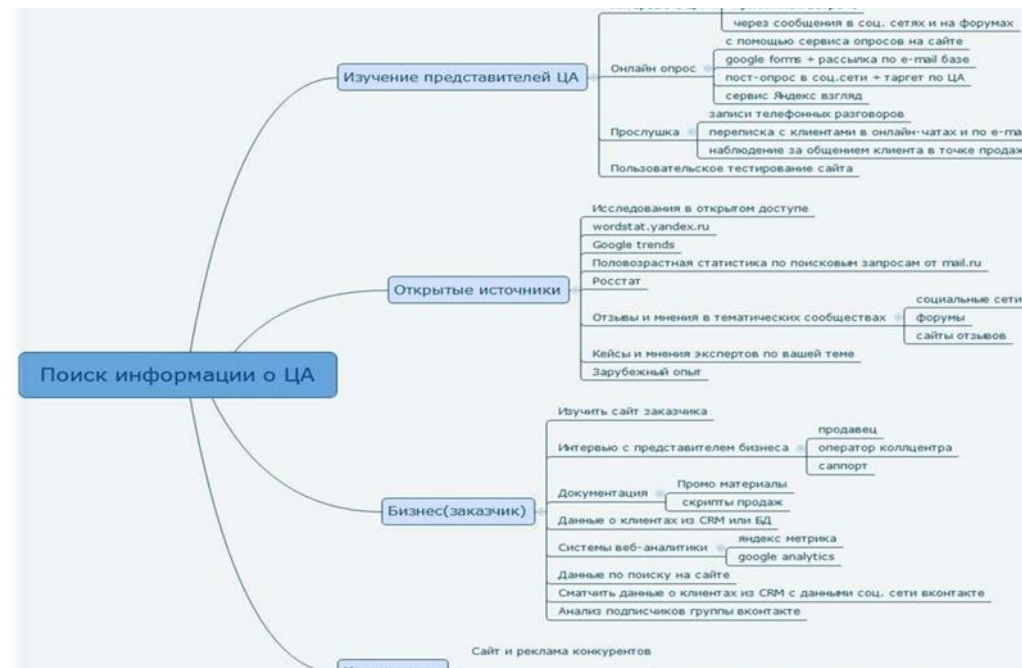 через сообщения в соц. сетях и на форумах
с помощью сервиса опросов на сайте
Изучение представителей ЦА
Онлайн опрос
google forms + рассылка по e-mail базе
пост-опрос в соц.сети + таргет по ЦА
сервис Яндекс взгляд
записи телефонных разговоров
Прослушка
переписка с клиентами в онлайн-чатах и по e-ma
наблюдение за общением клиента в точке продаж
Пользовательское тестирование сайта
Исследования в открытом доступе
wordstat.yandex.ru
Google trends
Половозрастная статистика по поисковым запросам от mail.ru
Открытые источники
Росстат
социальные сети
Отзывы и мнения в тематических сообществах
форумы
сайты отзывов
Кейсы и мнения экспертов по вашей теме
Зарубежный опыт
Поиск информации о ЦА
Изучить сайт заказчика
продавец
Интервью с представителем бизнеса
оператор коллцентра
саппорт
Промо материалы
Документация
скрипты продаж
Бизнес(заказчик)
Данные о клиентах из CRM или БД
яндекс метрика
Системы веб-аналитики
google analytics
Данные по поиску на сайте
Сматчить данные о клиентах из CRM с данными соц. сети вконтакте
Анализ подписчиков группы вконтакте
Сайт и реклама конкурентов